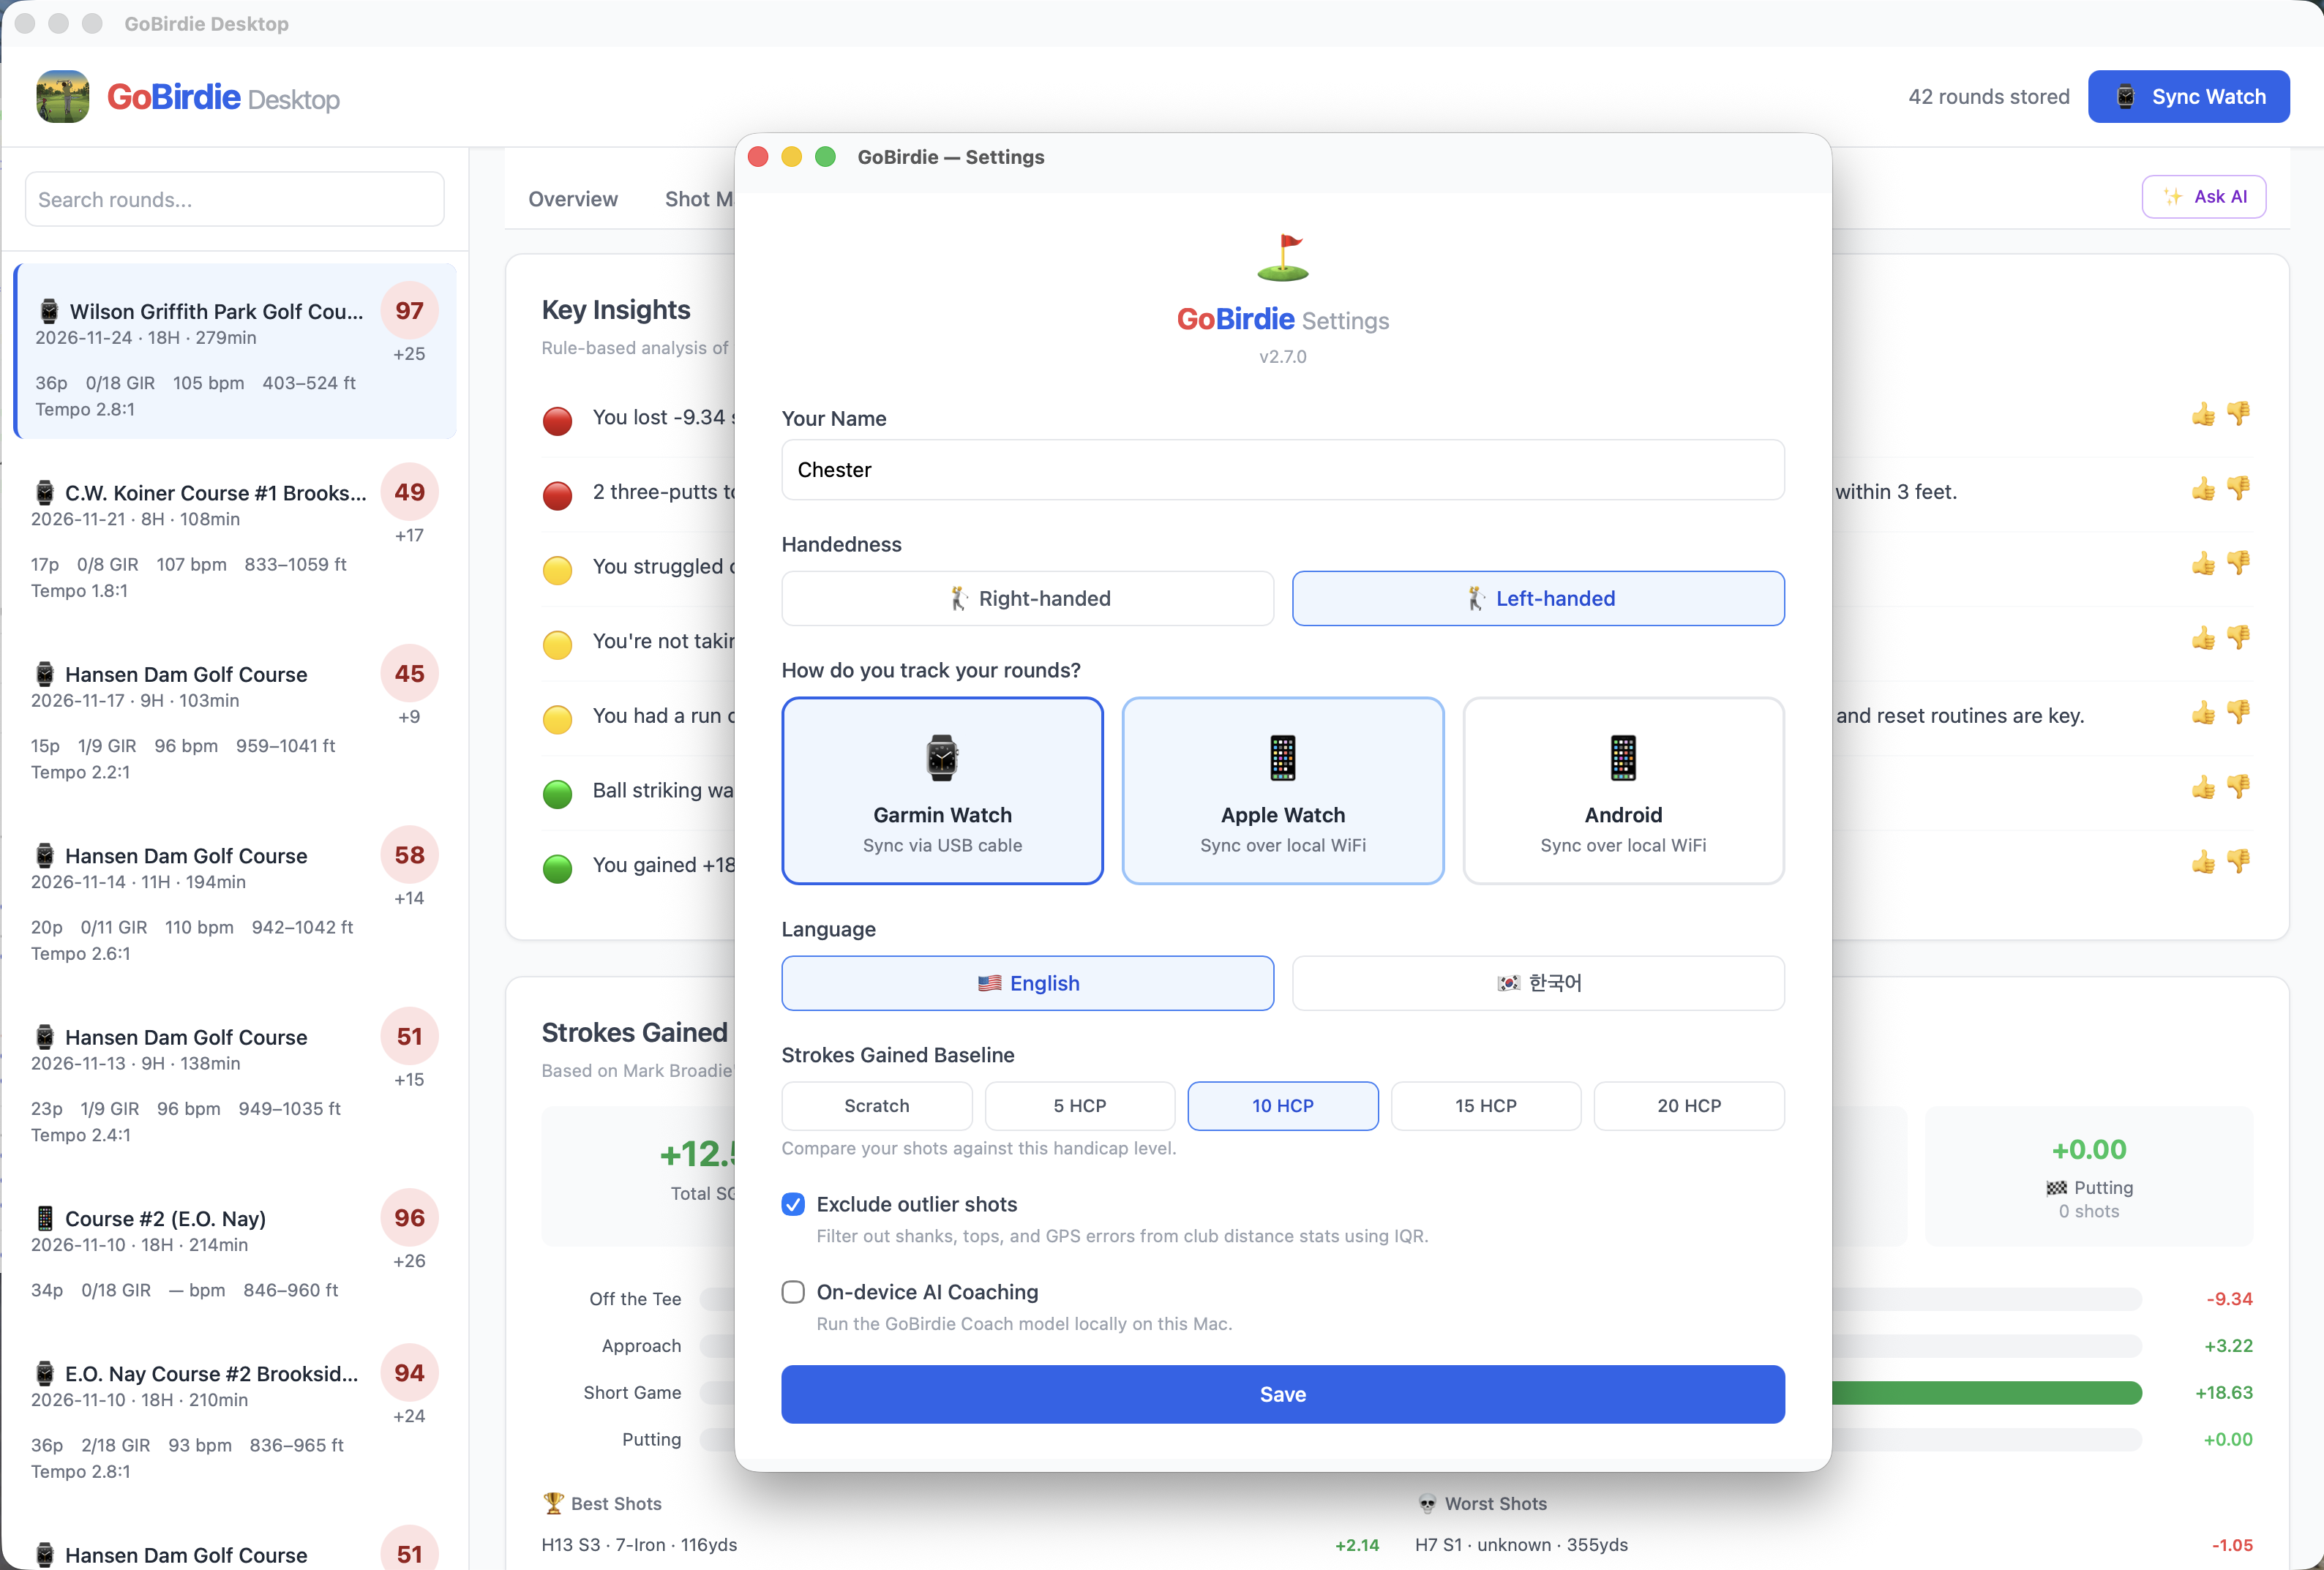 GoBirdie Desktop
GoBirdie Desktop
42 rounds stored
Sync Watch
Search rounds...
Wilson Griffith Park Golf Cou...
97
2026-11-24 · 18H · 279min
+25
36p 0/18 GIR 105 bpm 403–524 ft
Tempo 2.8:1
C.W. Koiner Course #1 Brooks...
49
2026-11-21 · 8H · 108min
+17
17p 0/8 GIR 107 bpm 833–1059 ft
Tempo 1.8:1
Hansen Dam Golf Course
45
2026-11-17 · 9H · 103min
+9
15p 1/9 GIR 96 bpm 959–1041 ft
Tempo 2.2:1
Hansen Dam Golf Course
58
2026-11-14 · 11H · 194min
+14
20p 0/11 GIR 110 bpm 942–1042 ft
Tempo 2.6:1
Hansen Dam Golf Course
51
2026-11-13 · 9H · 138min
+15
23p 1/9 GIR 96 bpm 949–1035 ft
Tempo 2.4:1
Course #2 (E.O. Nay)
96
2026-11-10 · 18H · 214min
+26
34p 0/18 GIR — bpm 846–960 ft
E.O. Nay Course #2 Brooksid...
94
2026-11-10 · 18H · 210min
+24
36p 2/18 GIR 93 bpm 836–965 ft
Tempo 2.8:1
Hansen Dam Golf Course
51
Overview Shot M
Ask AI
Key Insights
Rule-based analysis of
You lost -9.34
2 three-putts
within 3 feet.
You struggled
You're not
You had a run
and reset routines are key.
Ball striking
You gained +18
Strokes Gained
Based on Mark Broadie
+12.
Total
+0.00
Putting
0 shots
Off the Tee
-9.34
Approach
+3.22
Short Game
+18.63
Putting
+0.00
Best Shots
H13 S3 · 7-Iron · 116yds
+2.14
Worst Shots
H7 S1 · unknown · 355yds
-1.05
GoBirdie — Settings
GoBirdie Settings
v2.7.0
Your Name
Chester
Handedness
Right-handed
Left-handed
How do you track your rounds?
Garmin Watch
Sync via USB cable
Apple Watch
Sync over local WiFi
Android
Sync over local WiFi
Language
English
한국어
Strokes Gained Baseline
Scratch
5 HCP
10 HCP
15 HCP
20 HCP
Compare your shots against this handicap level.
Exclude outlier shots
Filter out shanks, tops, and GPS errors from club distance stats using IQR.
On-device AI Coaching
Run the GoBirdie Coach model locally on this Mac.
Save